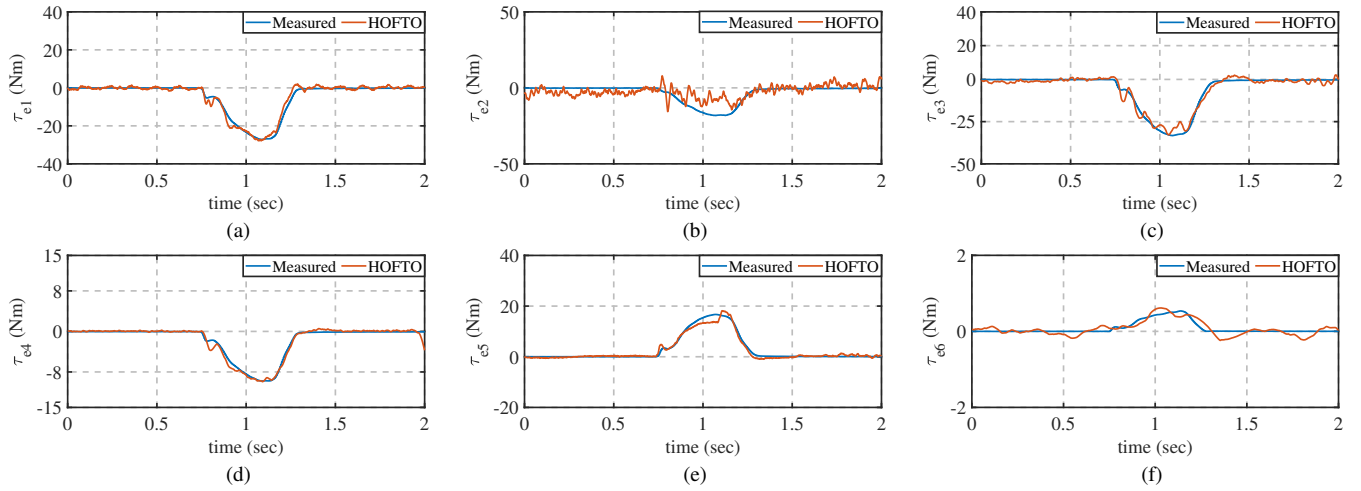 Measured HOFTO
40
20
0
-20
40
τe1 (Nm)
0 0.5 1 1.5 2
time (sec)
(a)
Measured HOFTO
50
0
-50
τe2 (Nm)
0 0.5 1 1.5 2
time (sec)
(b)
Measured HOFTO
40
20
0
-25
-50
τe3 (Nm)
0 0.5 1 1.5 2
time (sec)
(c)
Measured HOFTO
15
8
0
-8
-15
τe4 (Nm)
0 0.5 1 1.5 2
time (sec)
(d)
Measured HOFTO
40
20
0
-20
τe5 (Nm)
0 0.5 1 1.5 2
time (sec)
(e)
Measured HOFTO
2
0
-2
τe6 (Nm)
0 0.5 1 1.5 2
time (sec)
(f)